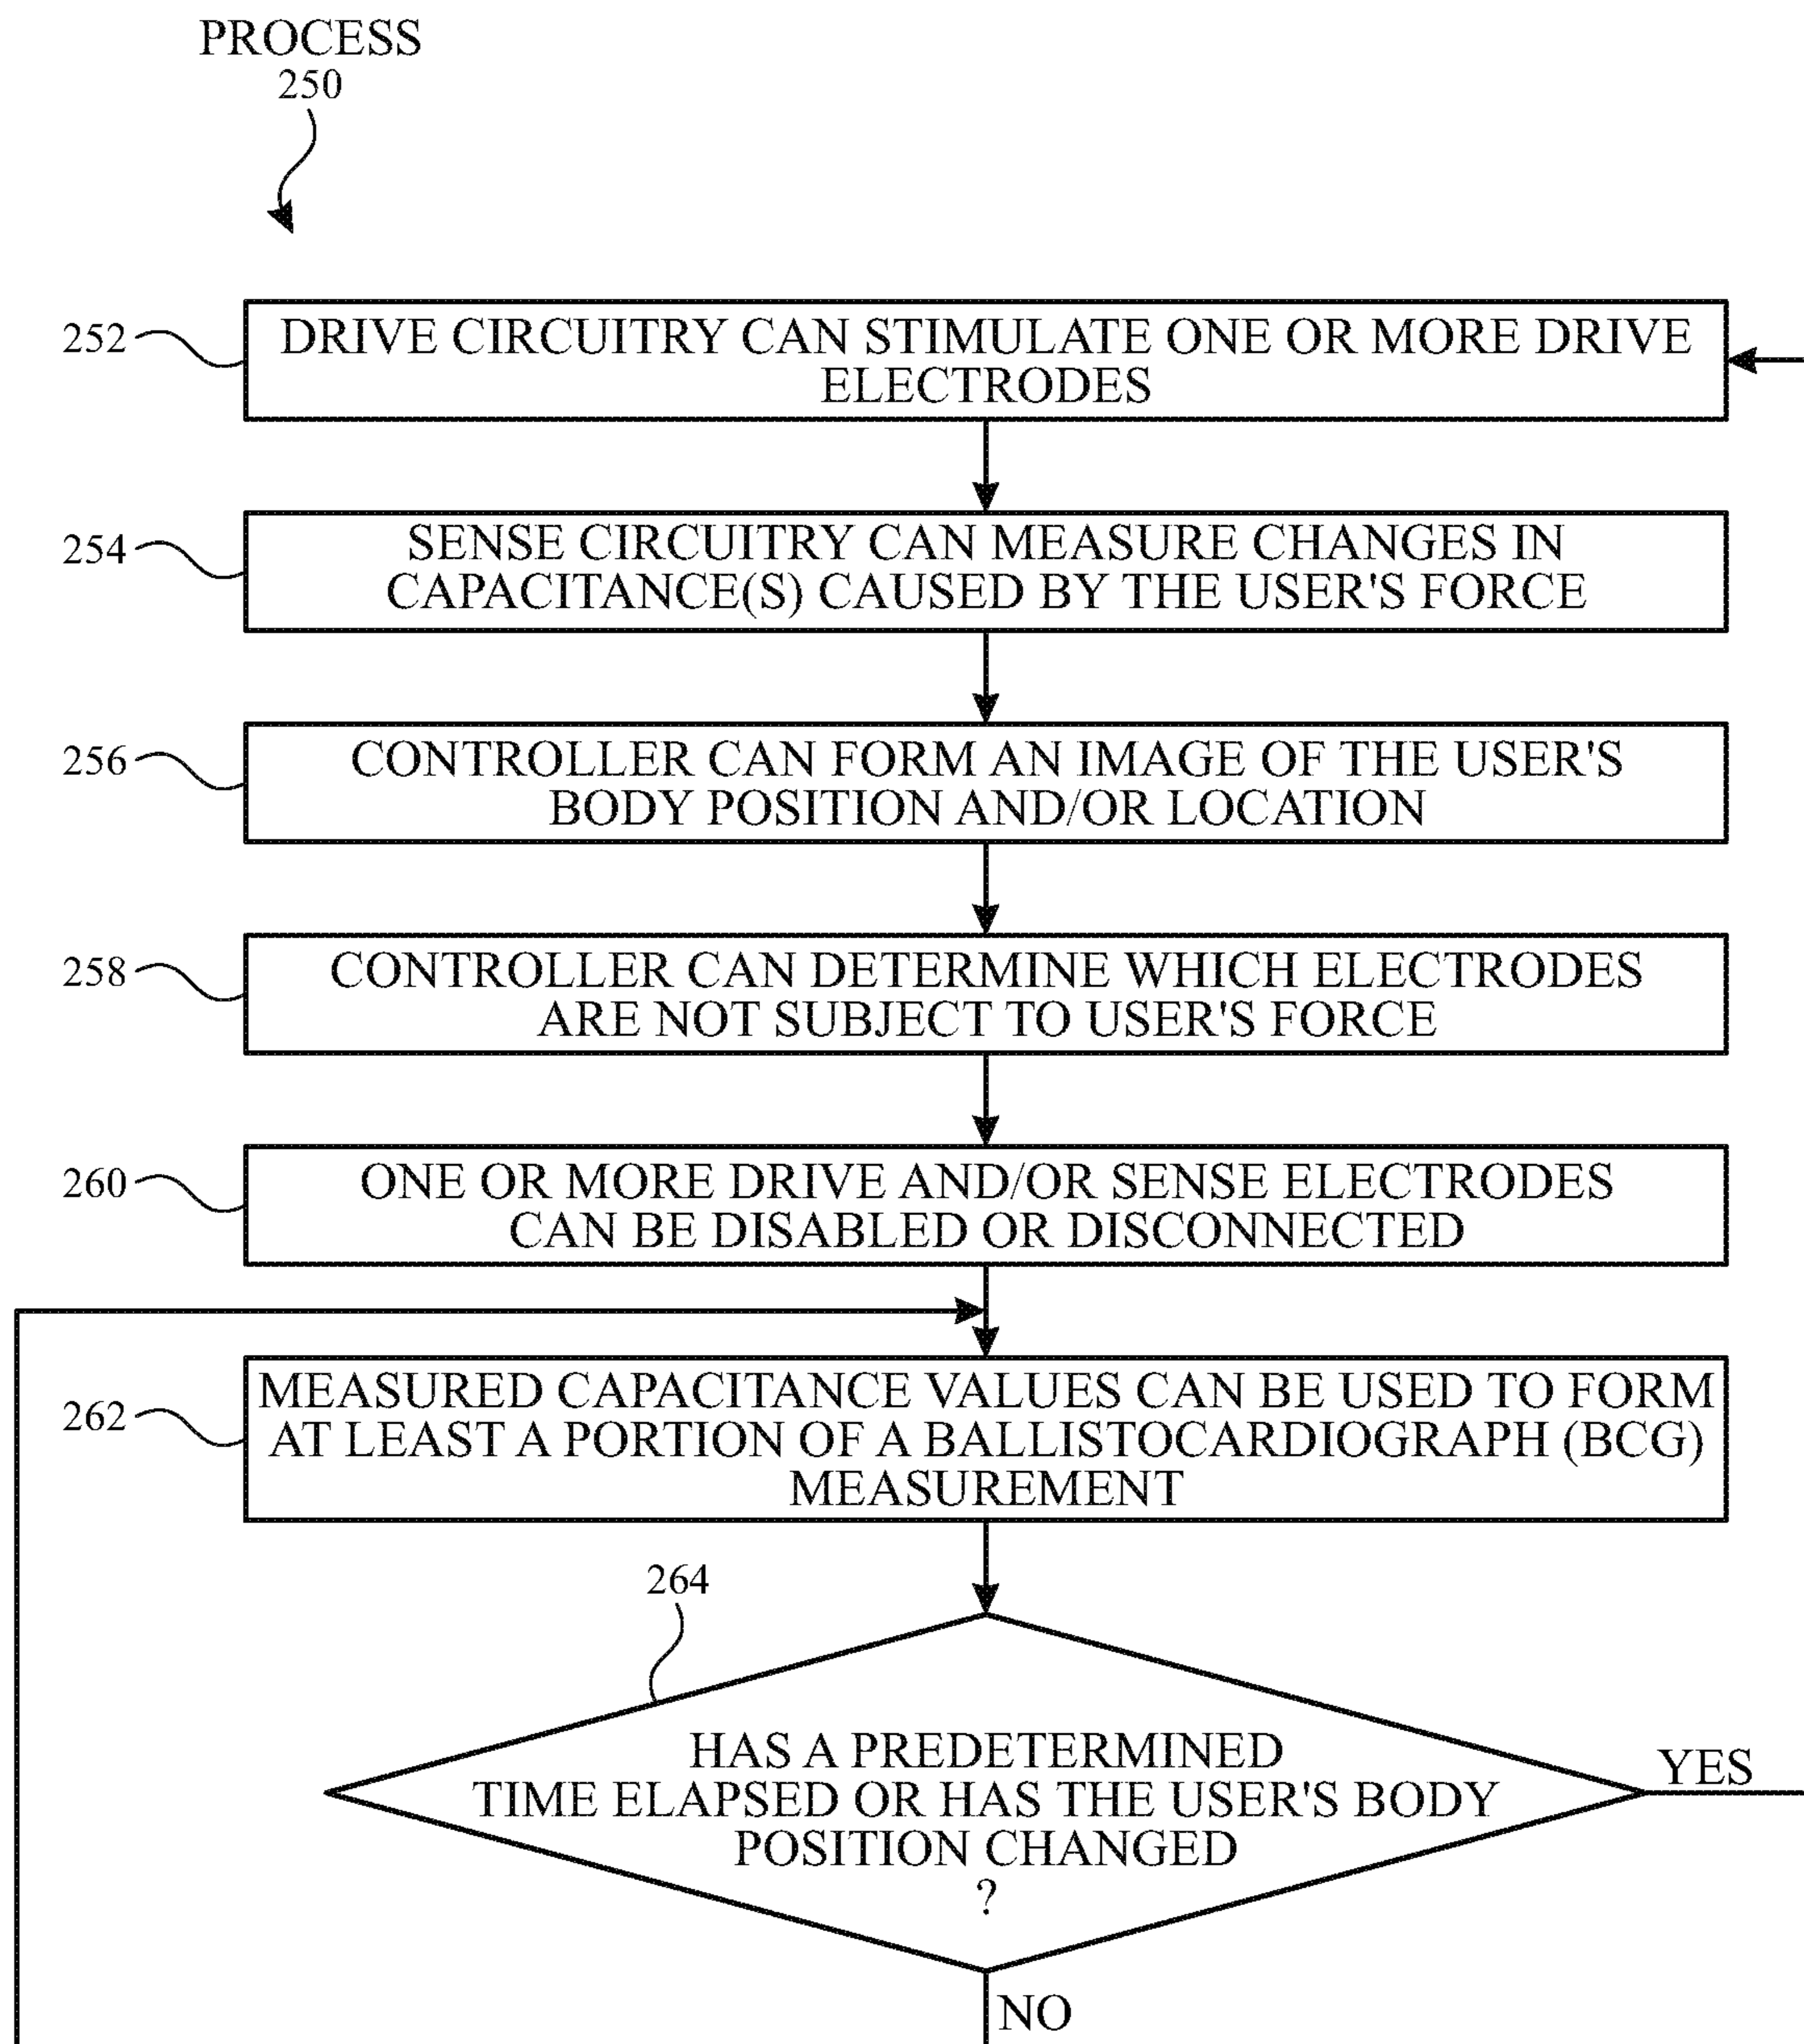 PROCESS
250
252
DRIVE CIRCUITRY CAN STIMULATE ONE OR MORE DRIVE
ELECTRODES
254
SENSE CIRCUITRY CAN MEASURE CHANGES IN
CAPACITANCE(S) CAUSED BY THE USER'S FORCE
256
CONTROLLER CAN FORM AN IMAGE OF THE USER'S
BODY POSITION AND/OR LOCATION
258
CONTROLLER CAN DETERMINE WHICH ELECTRODES
ARE NOT SUBJECT TO USER'S FORCE
260
ONE OR MORE DRIVE AND/OR SENSE ELECTRODES
CAN BE DISABLED OR DISCONNECTED
262
MEASURED CAPACITANCE VALUES CAN BE USED TO FORM
AT LEAST A PORTION OF A BALLISTOCARDIOGRAPH (BCG)
MEASUREMENT
264
HAS A PREDETERMINED
TIME ELAPSED OR HAS THE USER'S BODY
POSITION CHANGED
?
YES
NO